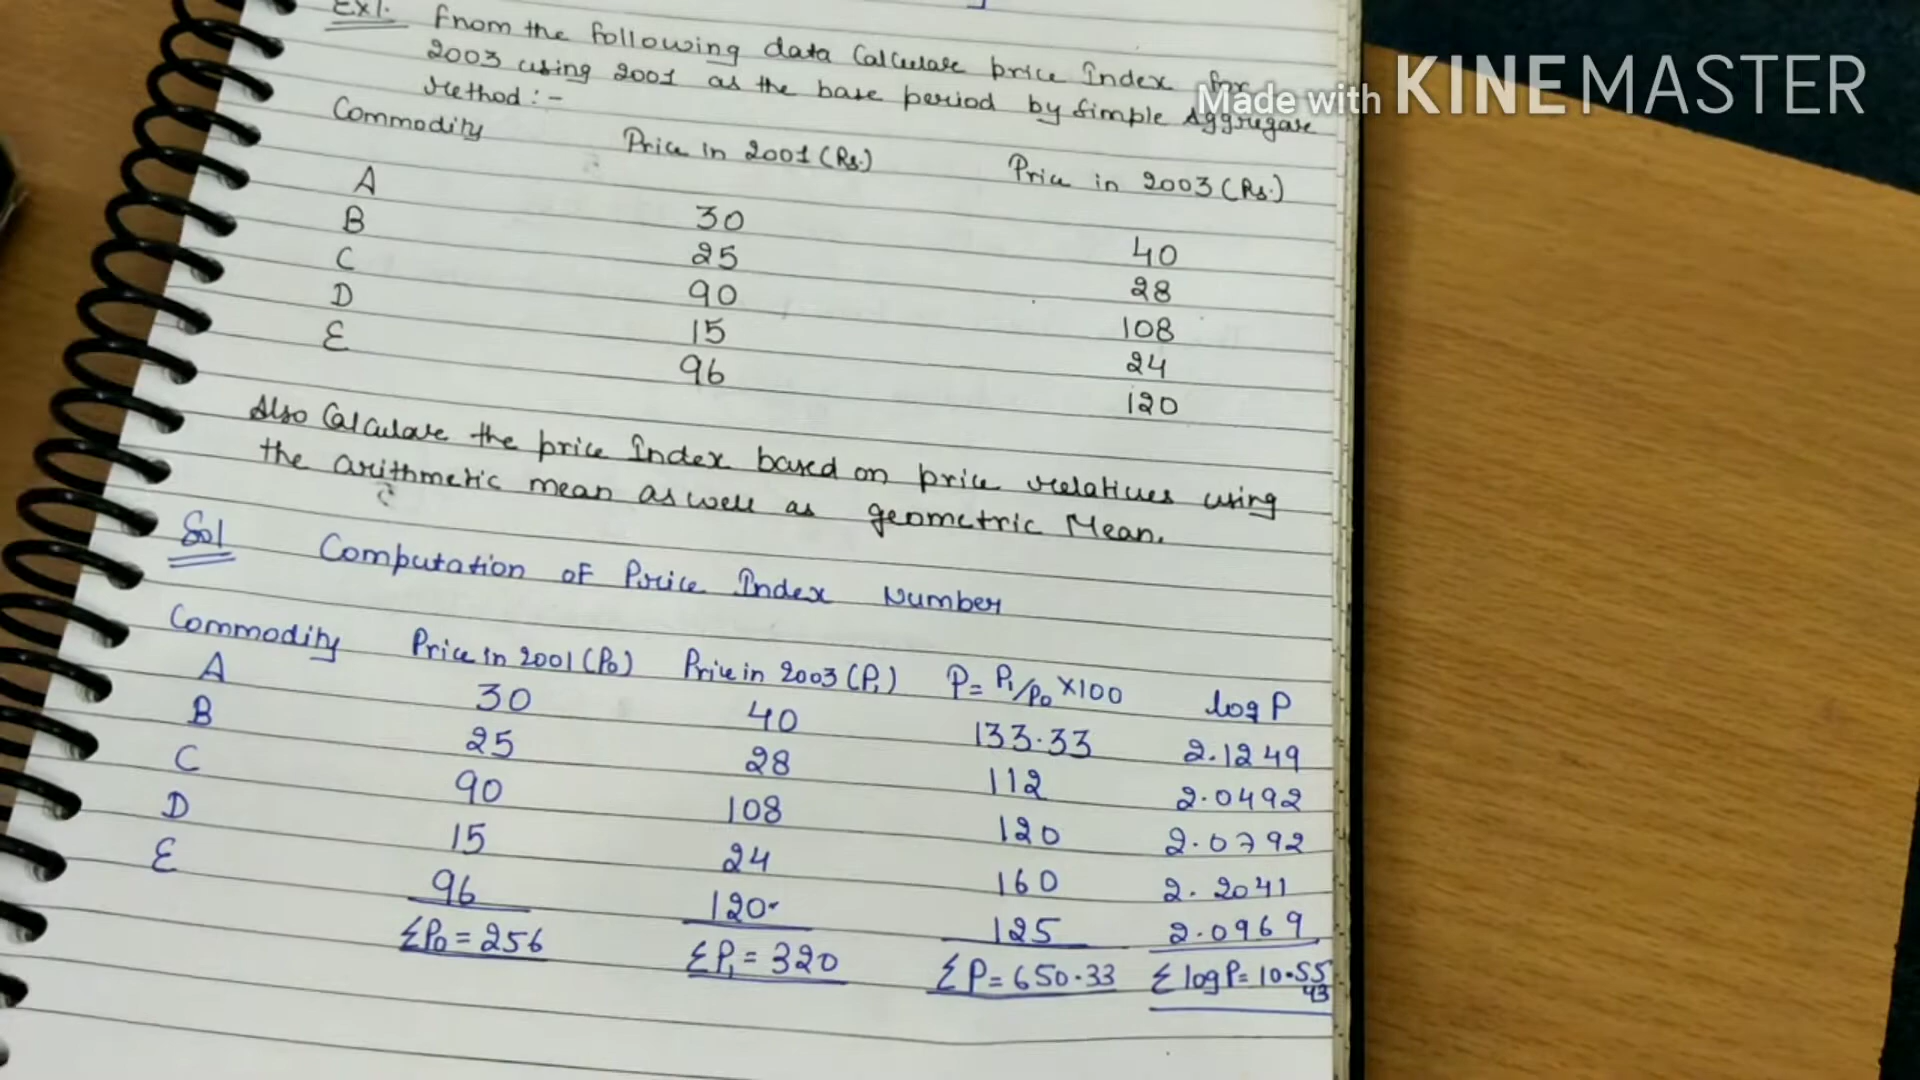 Ex1. From the following data Calculate price Index for
2003 using 2001 as the base period by Simple Aggregate
Method :-
Made with KINEMASTER
Commodity Price in 2001 (Rs.) Price in 2003 (Rs.)
A 30 40
B 25 28
C 90 108
D 15 24
E 96 120
Also Calculate the price Index based on price relatives using
the arithmetic mean as well as geometric Mean.
Sol Computation of Price Index Number
Commodity Price in 2001 (P0) Price in 2003 (P1) P= P1/P0 ×100 log P
A 30 40 133.33 2.1249
B 25 28 112 2.0492
C 90 108 120 2.0792
D 15 24 160 2.2041
E 96 120 125 2.0969
ΣP0 = 256 ΣP1 = 320 ΣP= 650.33 Σ log P= 10.5543